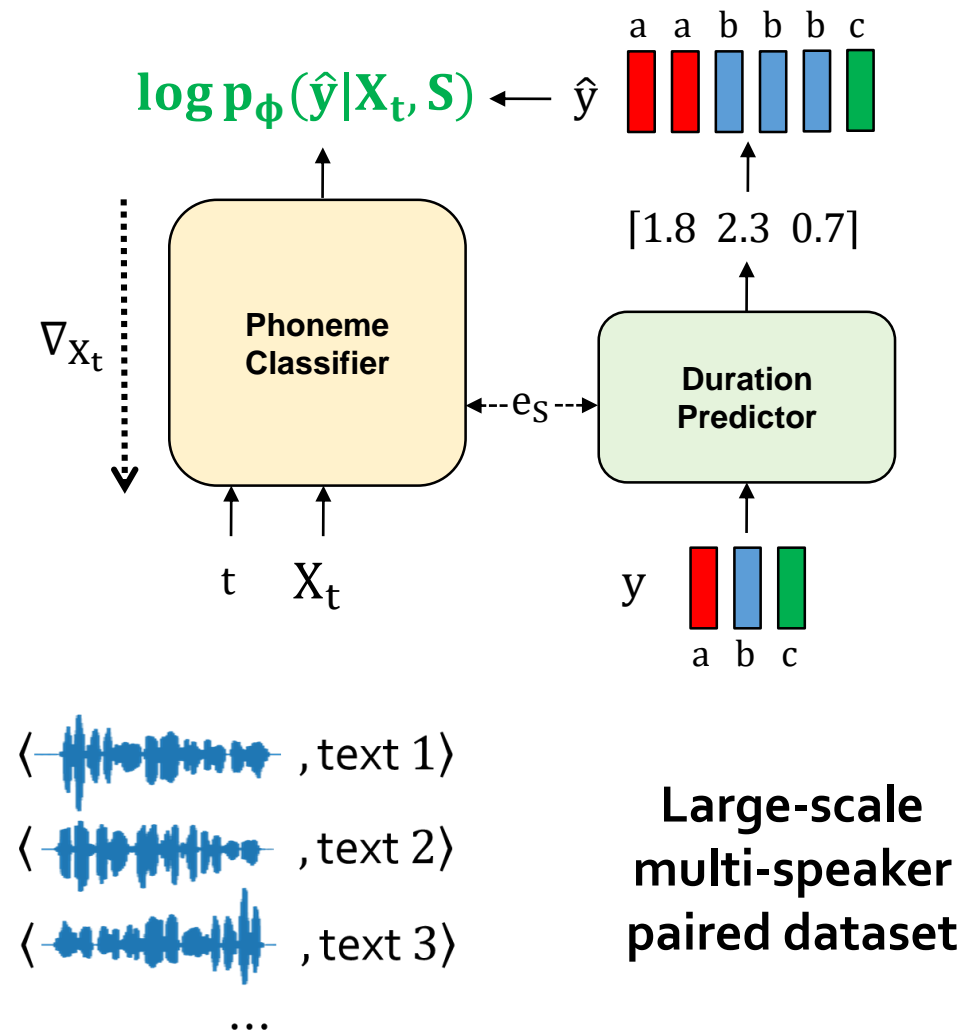 a a b b b c
log p_ϕ(ŷ|X_t, S) ← ŷ
⌈1.8 2.3 0.7⌉
∇_{X_t}
Phoneme
Classifier
e_S
Duration
Predictor
t X_t
y
a b c
⟨ , text 1⟩
⟨ , text 2⟩
⟨ , text 3⟩
...
Large-scale
multi-speaker
paired dataset